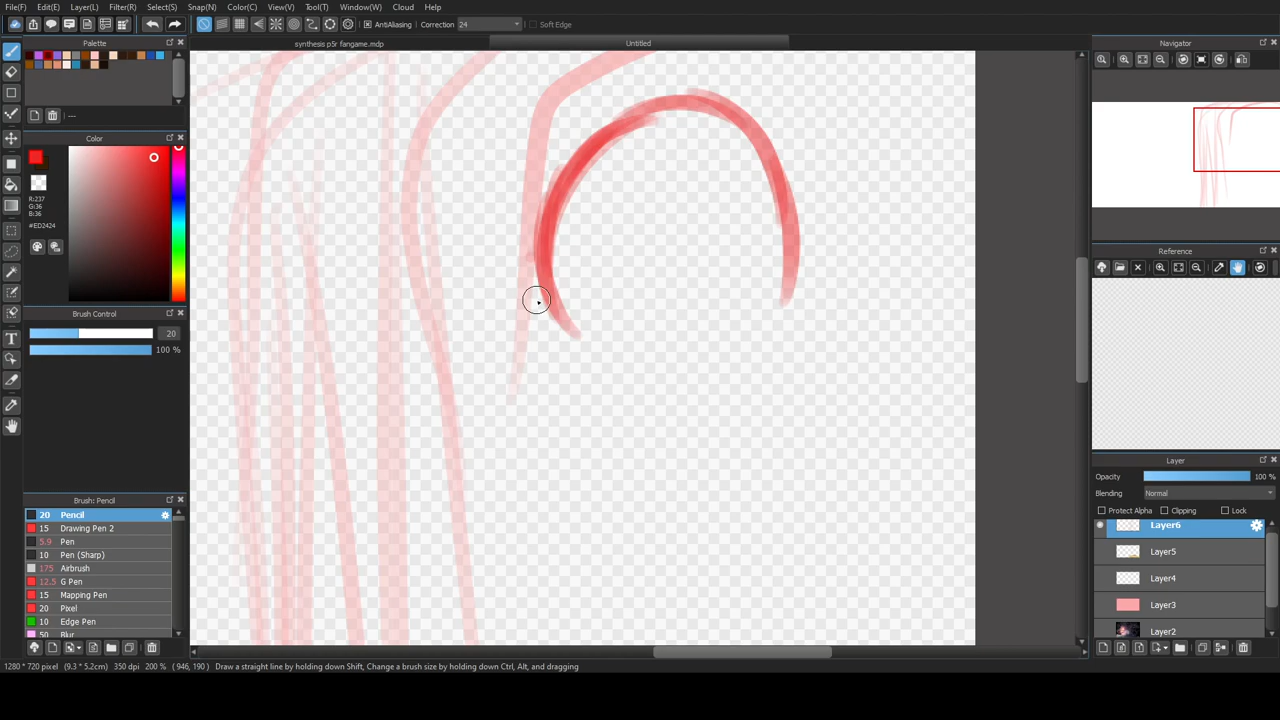 File(F) Edit(E) Layer(L) Filter(R) Select(S) Snap(N) Color(C) View(V) Tool(T) Window(W) Cloud Help
AntiAliasing Correction 24 Soft Edge
Palette
synthesis p5r fangame.mdp Untitled
Navigator
---
Color
R:237
G:36
B:36
#ED2424
Reference
Brush Control
20
100 %
Layer
Opacity 100 %
Blending Normal
Protect Alpha Clipping Lock
Layer6
Layer5
Layer4
Layer3
Layer2
Brush: Pencil
20 Pencil
15 Drawing Pen 2
5.9 Pen
10 Pen (Sharp)
175 Airbrush
12.5 G Pen
15 Mapping Pen
20 Pixel
10 Edge Pen
50 Blur
1280 * 720 pixel (9.3 * 5.2cm) 350 dpi 200 % ( 946, 190 ) Draw a straight line by holding down Shift, Change a brush size by holding down Ctrl, Alt, and dragging